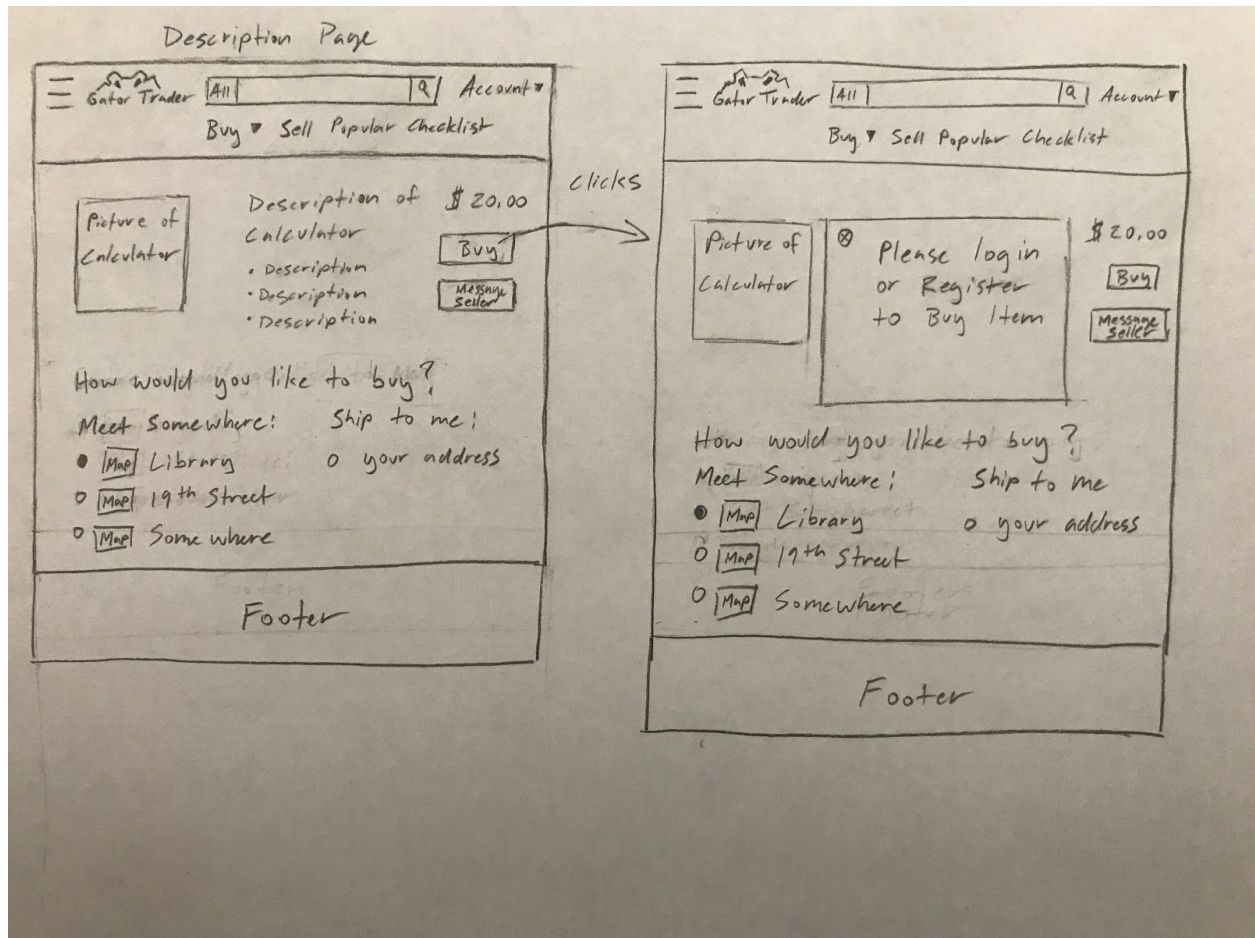 Description Page
Gator Trader All Account
Buy Sell Popular Checklist
Picture of
Calculator
Description of
Calculator
• Description
• Description
• Description
$20.00
Buy
Message
Seller
How would you like to buy?
Meet Somewhere:
Map Library
Map 19th Street
Map Somewhere
Ship to me:
your address
Footer
clicks
Gator Trader All Account
Buy Sell Popular Checklist
Picture of
Calculator
Please login
or Register
to Buy Item
$20.00
Buy
Message
Seller
How would you like to buy?
Meet Somewhere:
Map Library
Map 19th Street
Map Somewhere
Ship to me
your address
Footer